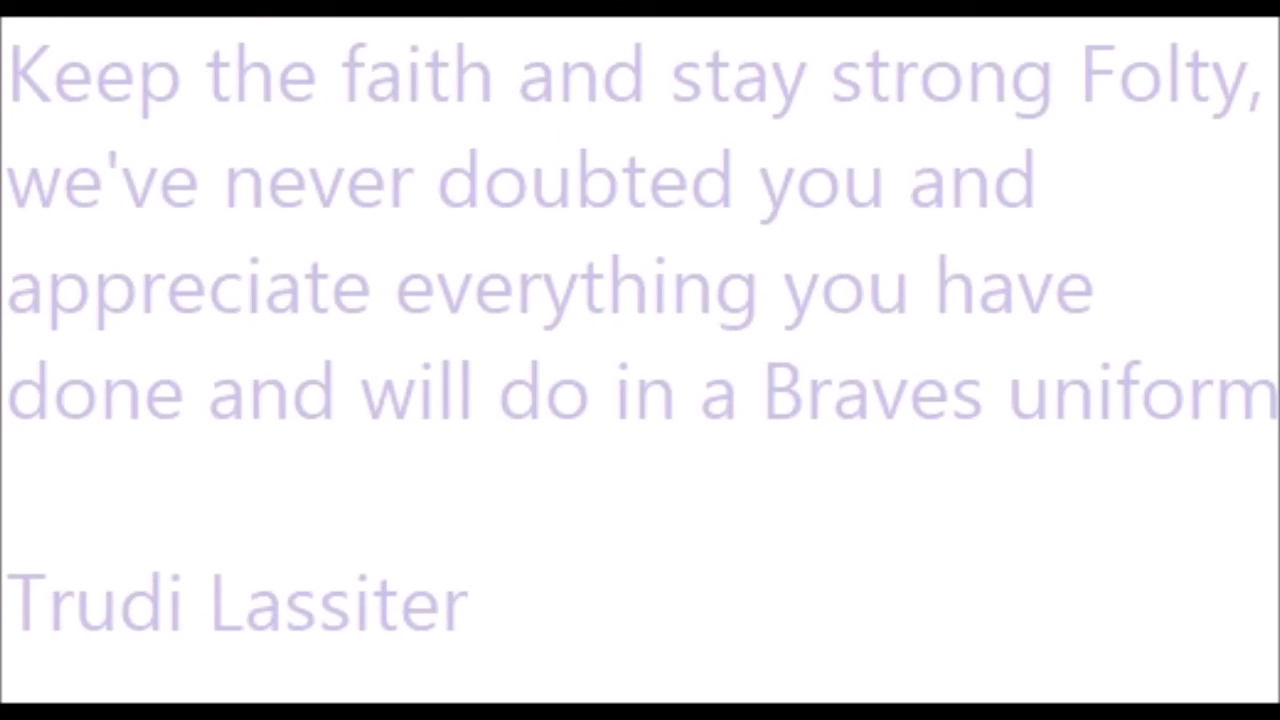 Keep the faith and stay strong Folty,
we've never doubted you and
appreciate everything you have
done and will do in a Braves uniform
Trudi Lassiter